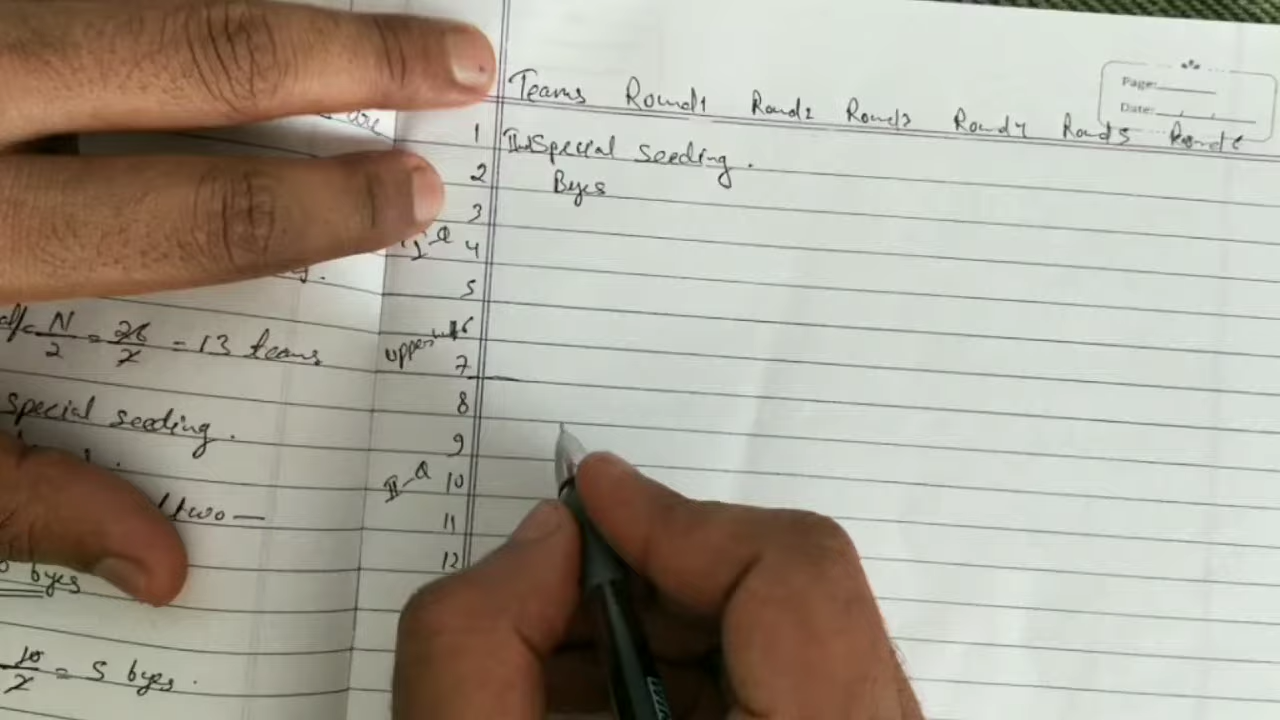 Page:
Date:
Teams Round1 Round2 Round3 Round4 Round5 Round6
are
1 Special seeding.
2 Byes
3
I-Q 4
5
6
N/2 = 26/2 = 13 teams
upper
7
8
special seeding.
9
II-Q 10
two —
11
12
byes
10/2 = 5 byes.